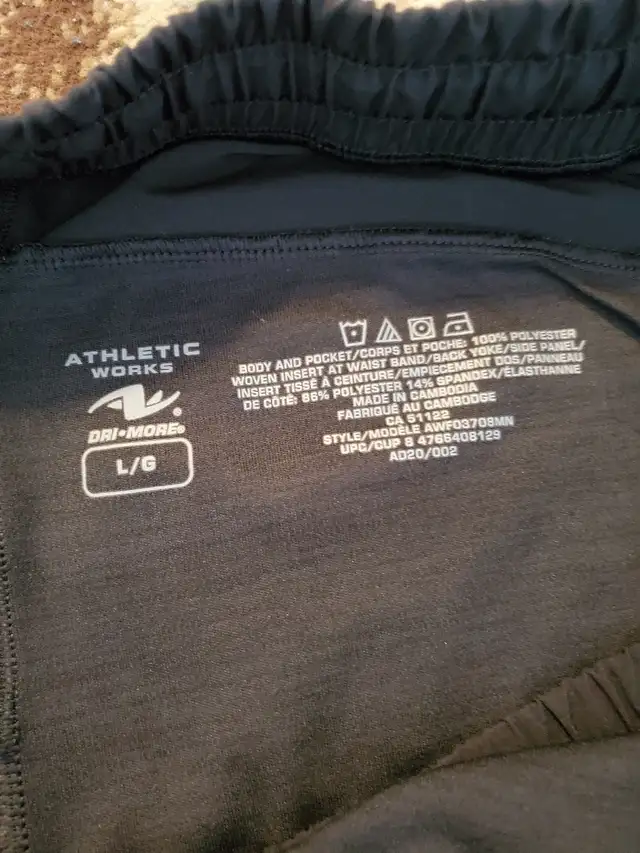 ATHLETIC
WORKS
DRI•MORE®
L/G
BODY AND POCKET/CORPS ET POCHE: 100% POLYESTER
WOVEN INSERT AT WAIST BAND/BACK YOKE/SIDE PANEL/
INSERT TISSÉ À CEINTURE/EMPIECEMENT DOS/PANNEAU
DE CÔTÉ: 86% POLYESTER 14% SPANDEX/ÉLASTHANNE
MADE IN CAMBODIA
FABRIQUÉ AU CAMBODGE
CA 51122
STYLE/MODÈLE AWF03708MN
UPC/CUP 8 4766408129
AD20/002